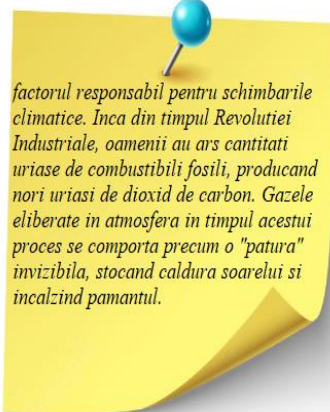 factorul responsabil pentru schimbarile
climatice. Inca din timpul Revolutiei
Industriale, oamenii au ars cantitati
uriase de combustibili fosili, producand
nori uriasi de dioxid de carbon. Gazele
eliberate in atmosfera in timpul acestui
proces se comporta precum o "patura"
invizibila, stocand caldura soarelui si
incalzind pamantul.